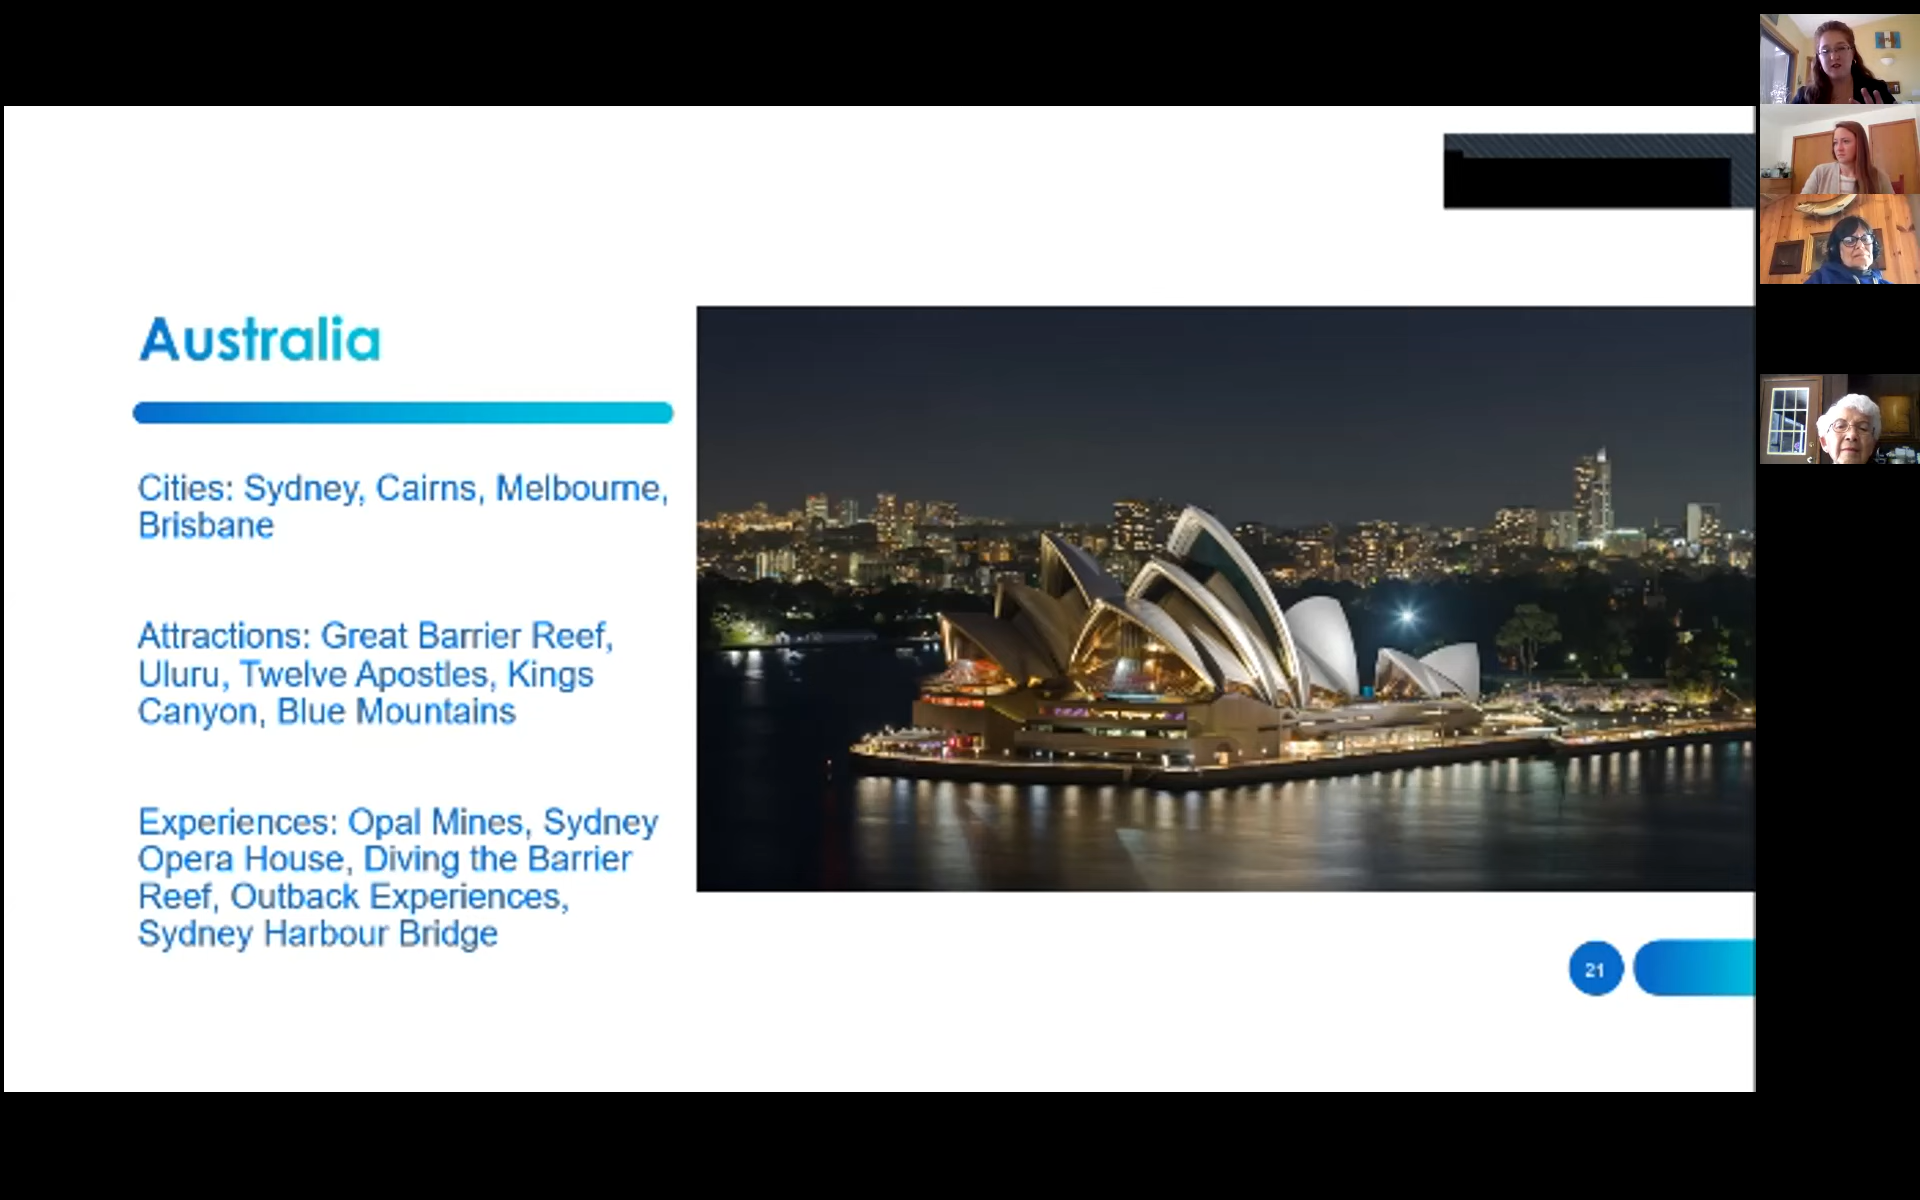 Australia
Cities: Sydney, Cairns, Melbourne,
Brisbane
Attractions: Great Barrier Reef,
Uluru, Twelve Apostles, Kings
Canyon, Blue Mountains
Experiences: Opal Mines, Sydney
Opera House, Diving the Barrier
Reef, Outback Experiences,
Sydney Harbour Bridge
21